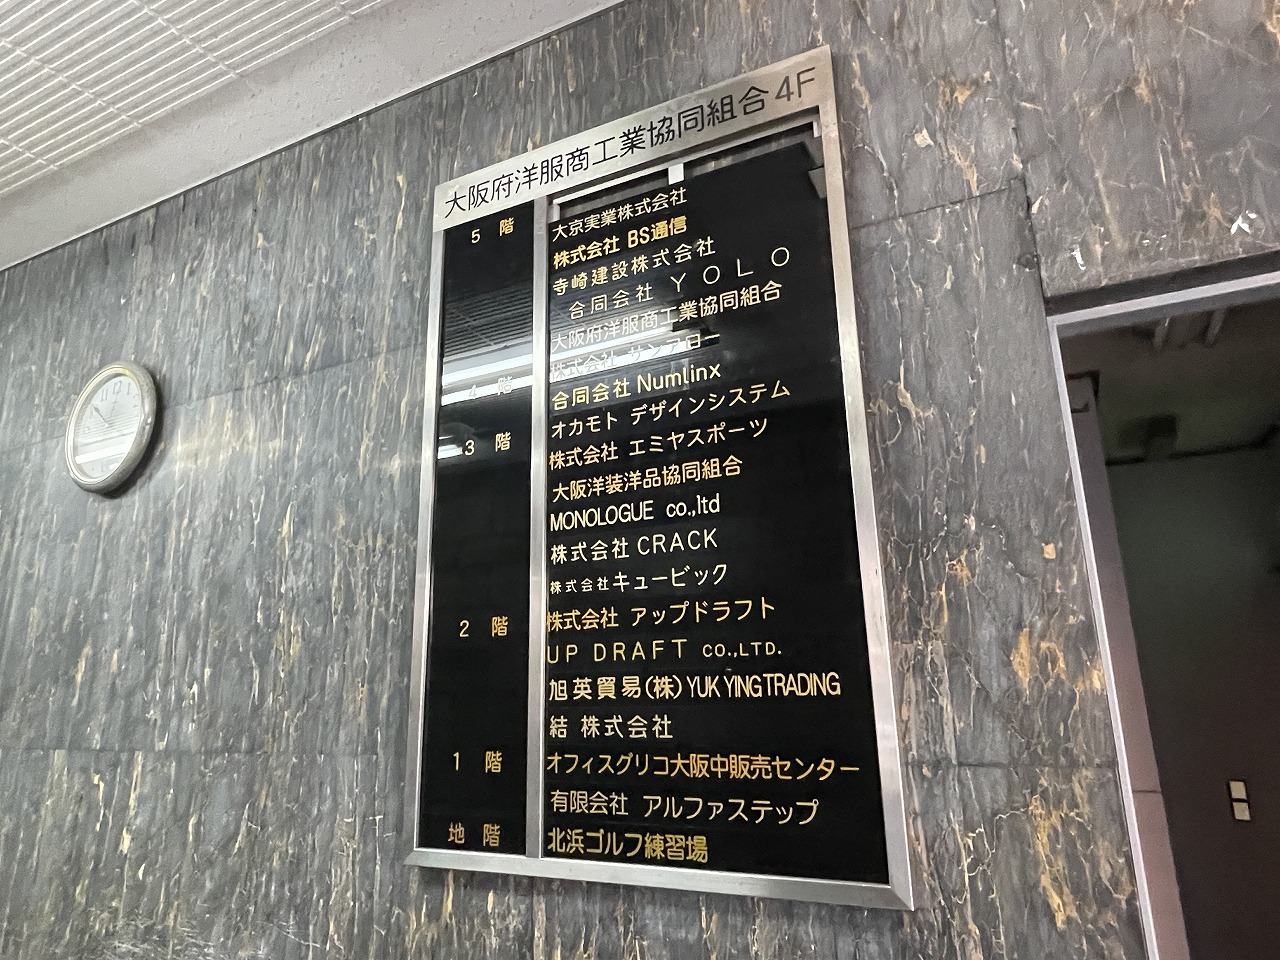 大阪府洋服商工業協同組合 4F
5 階
大京実業株式会社
株式会社 BS通信
寺崎建設株式会社
合同会社 YOLO
大阪府洋服商工業協同組合
4 階
株式会社 サンアロー
合同会社 Numlinx
オカモト デザインシステム
3 階
株式会社 エミヤスポーツ
大阪洋装洋品協同組合
MONOLOGUE co.,ltd
株式会社 CRACK
株式会社キュービック
2 階
株式会社 アップドラフト
UP DRAFT CO.,LTD.
旭英貿易(株) YUK YING TRADING
結 株式会社
1 階
オフィスグリコ大阪中販売センター
有限会社 アルファステップ
地 階
北浜ゴルフ練習場